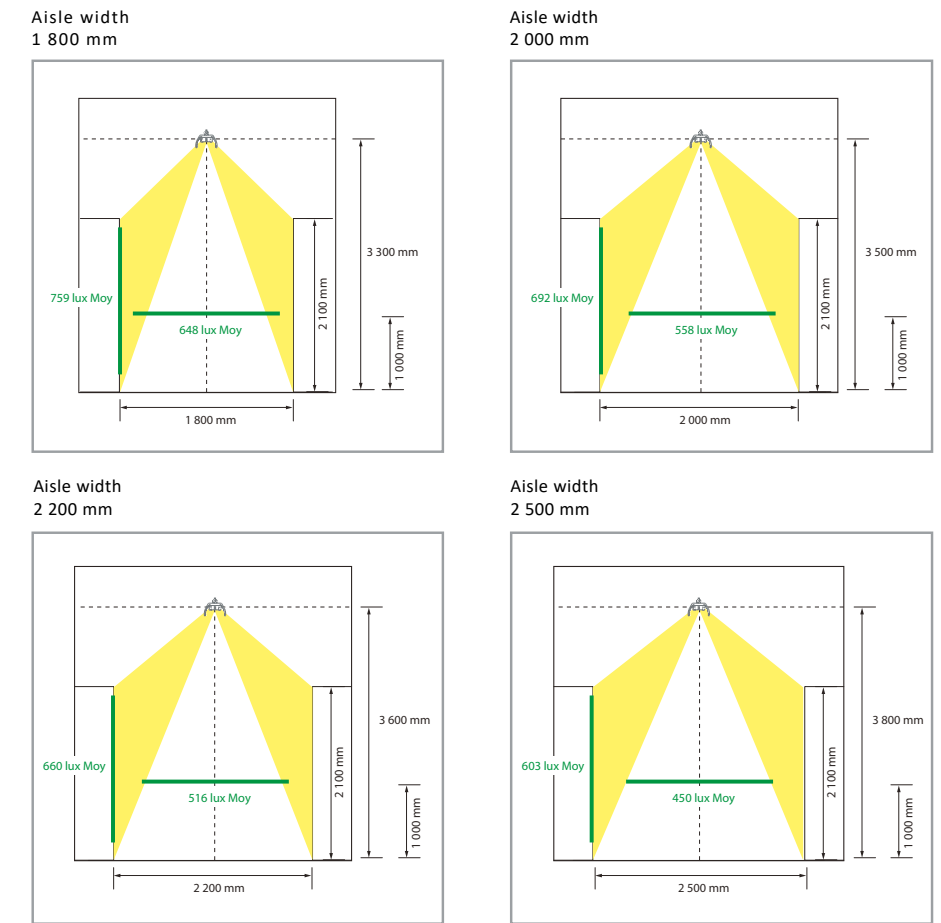 Aisle width
1 800 mm
3 300 mm
2 100 mm
759 lux Moy
648 lux Moy
1 000 mm
1 800 mm
Aisle width
2 000 mm
3 500 mm
2 100 mm
692 lux Moy
558 lux Moy
1 000 mm
2 000 mm
Aisle width
2 200 mm
3 600 mm
2 100 mm
660 lux Moy
516 lux Moy
1 000 mm
2 200 mm
Aisle width
2 500 mm
3 800 mm
2 100 mm
603 lux Moy
450 lux Moy
1 000 mm
2 500 mm